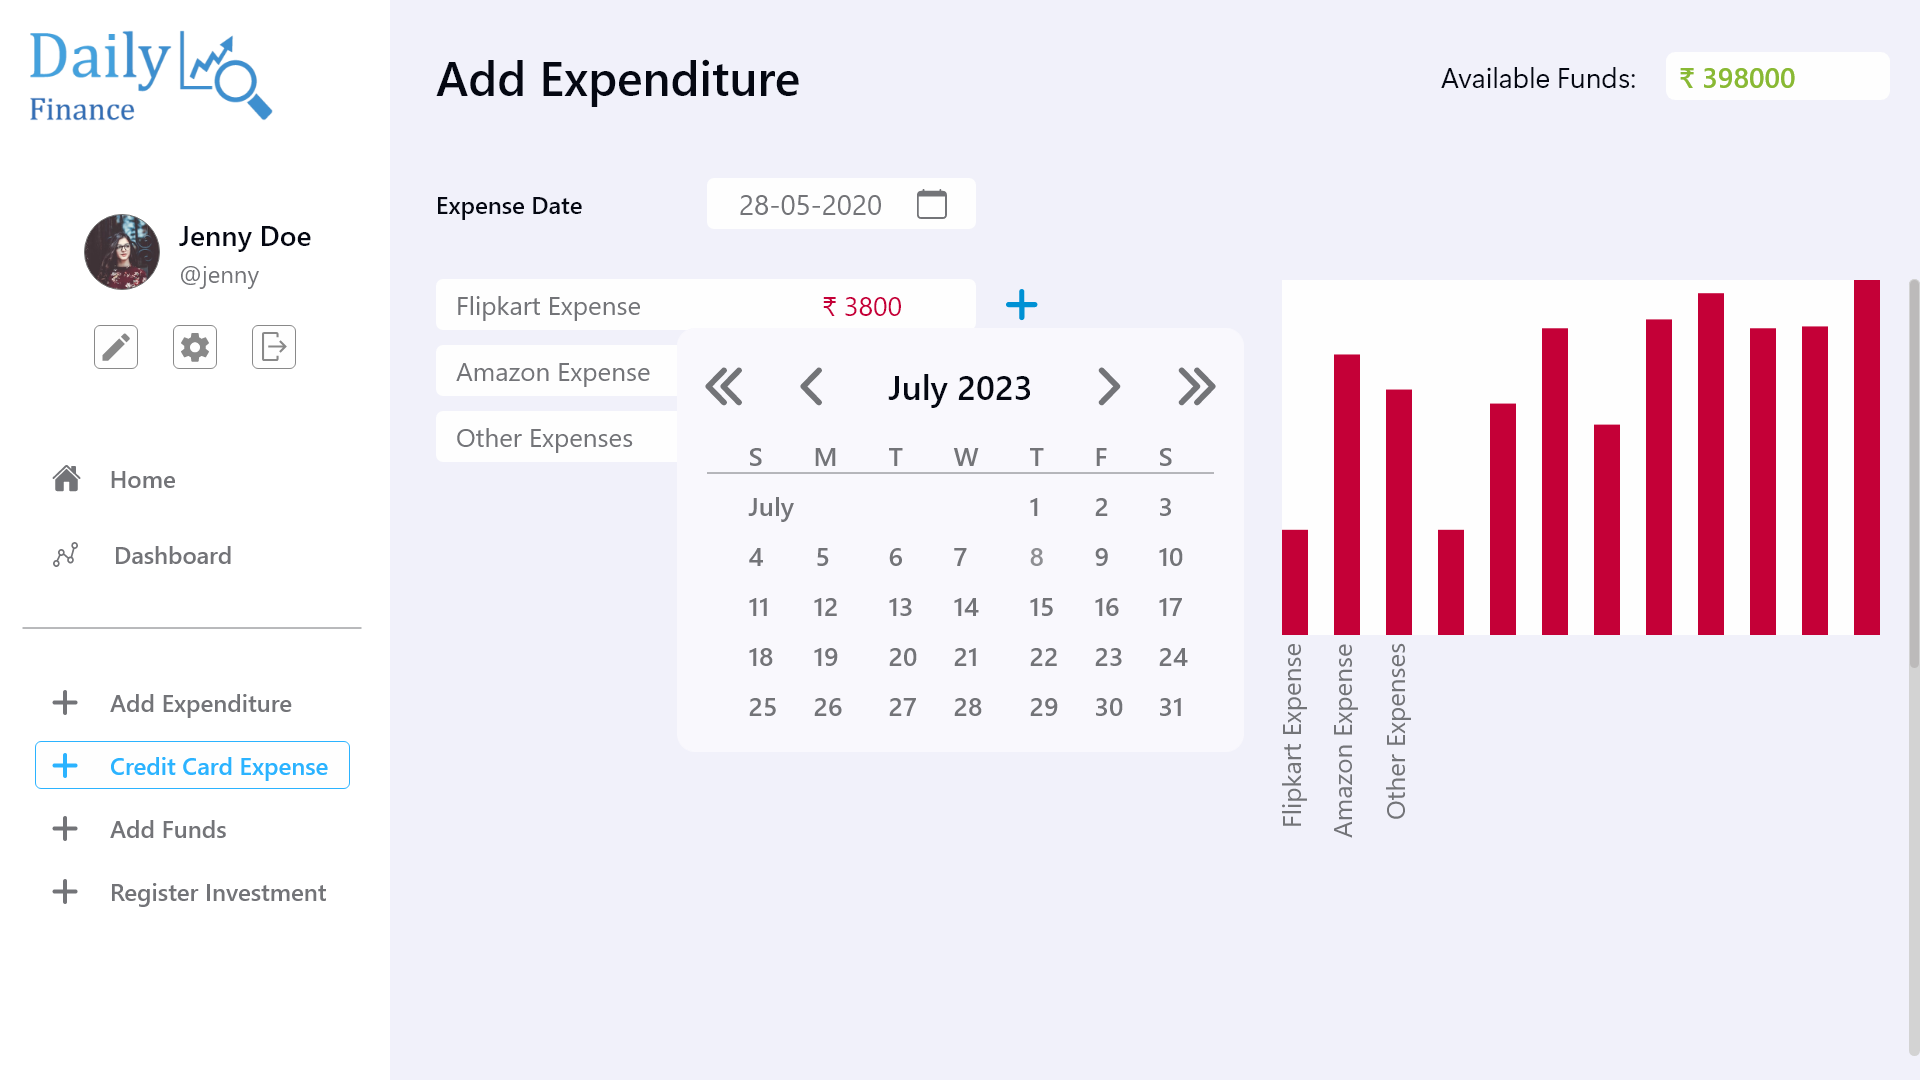 Daily
Finance
Jenny Doe
@jenny
Home
Dashboard
Add Expenditure
Credit Card Expense
Add Funds
Register Investment
Add Expenditure
Available Funds: ₹ 398000
Expense Date 28-05-2020
Flipkart Expense ₹ 3800
Amazon Expense
Other Expenses
July 2023
S M T W T F S
July 1 2 3
4 5 6 7 8 9 10
11 12 13 14 15 16 17
18 19 20 21 22 23 24
25 26 27 28 29 30 31
Flipkart Expense
Amazon Expense
Other Expenses